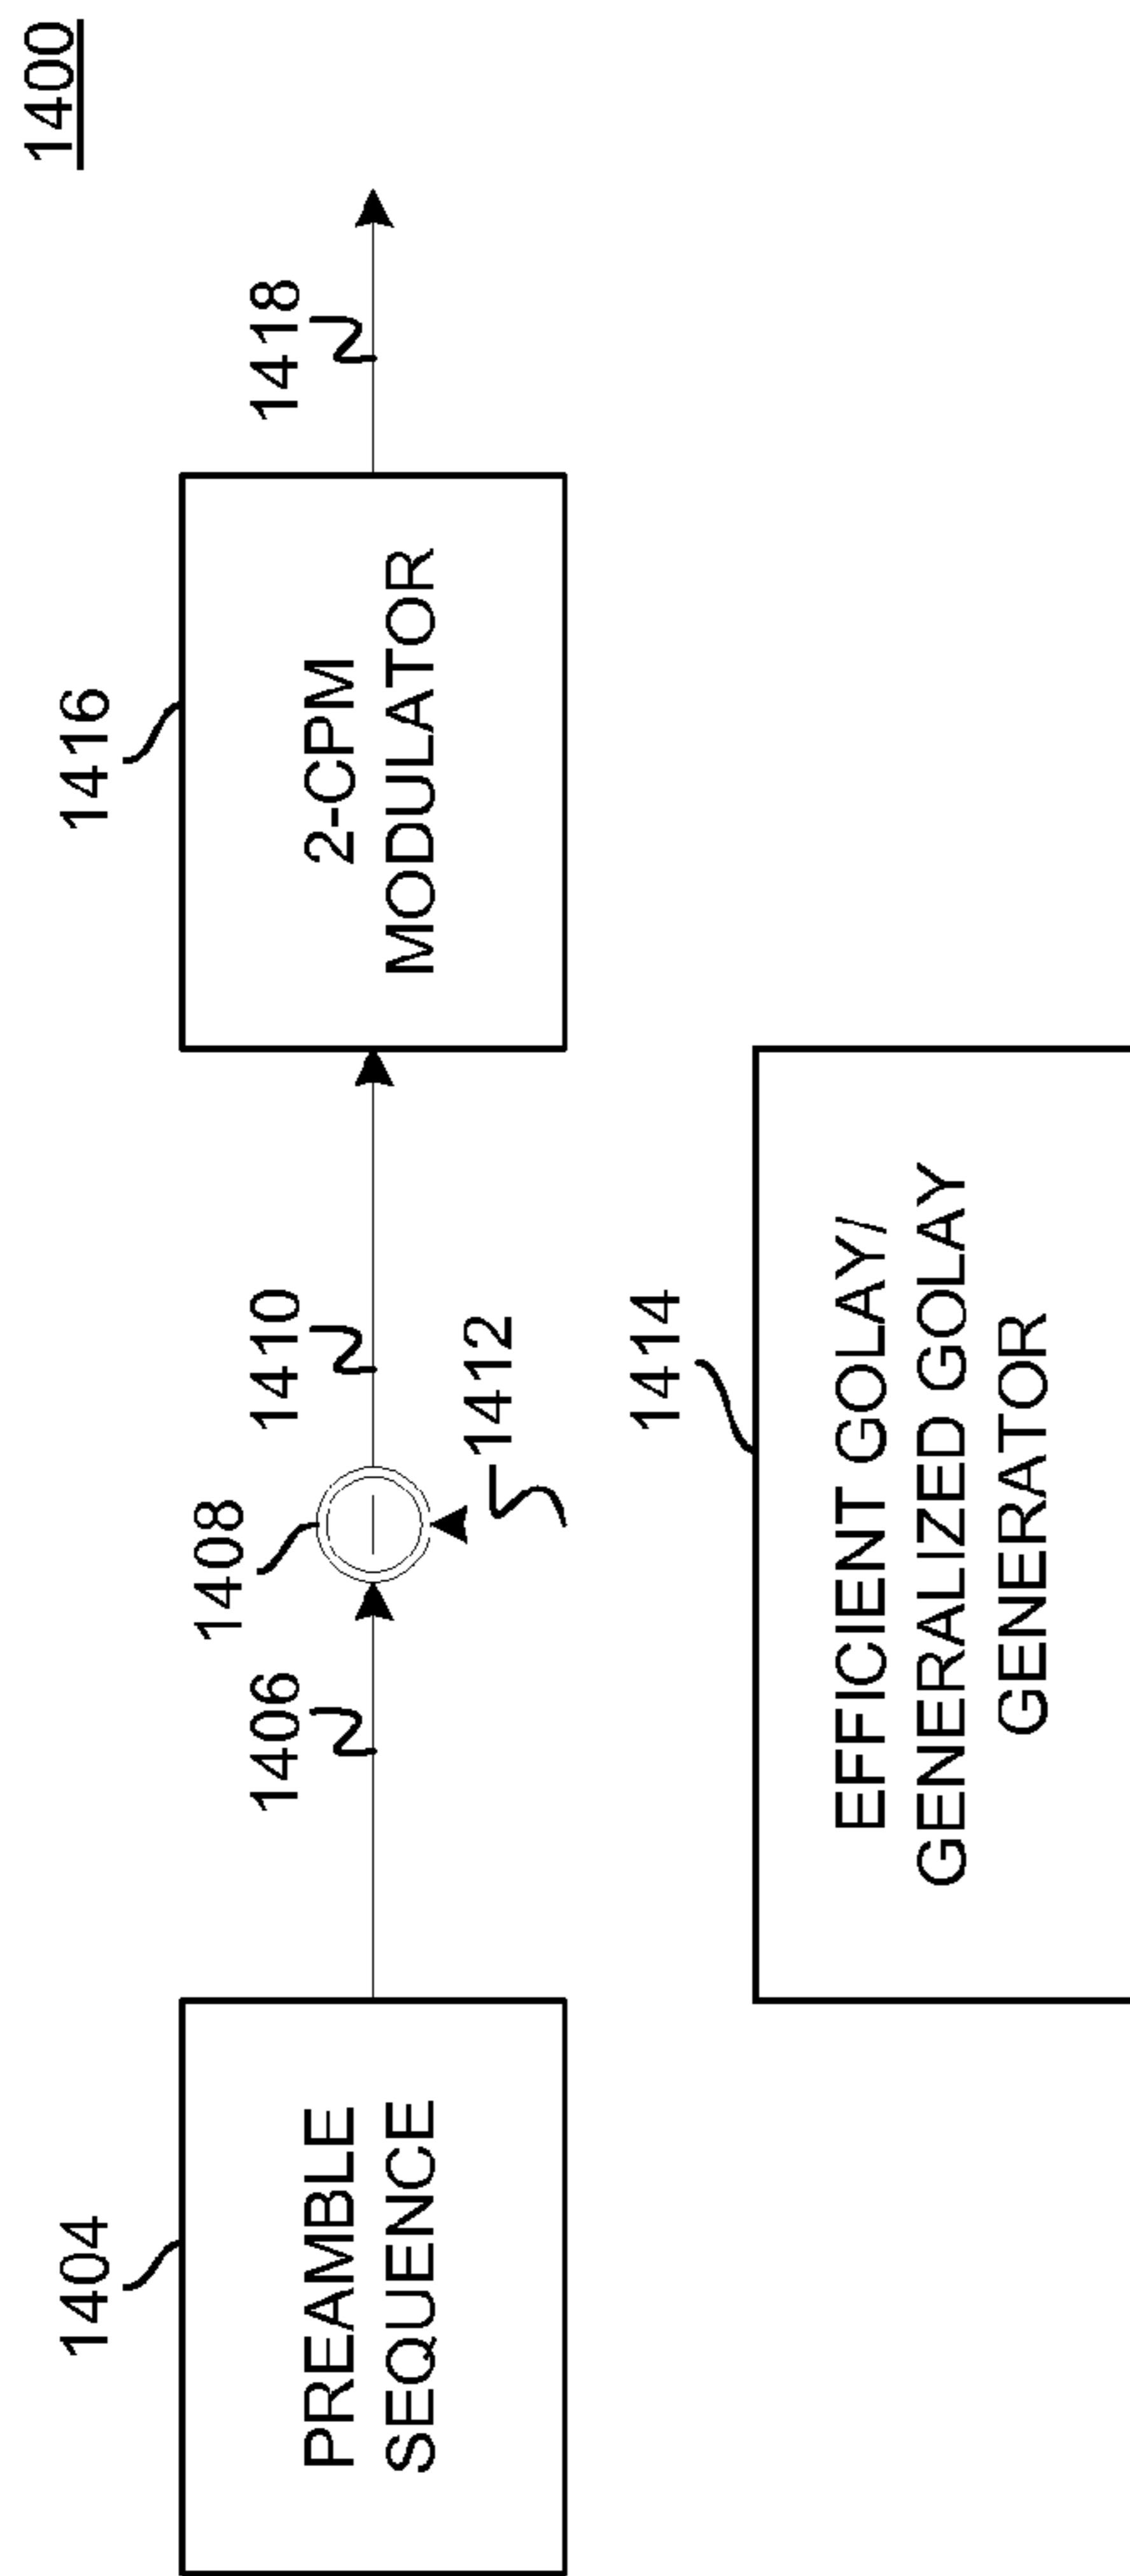 1400
1404
PREAMBLE
SEQUENCE
1406
1408
1410
1412
1416
2-CPM
MODULATOR
1418
1414
EFFICIENT GOLAY/
GENERALIZED GOLAY
GENERATOR